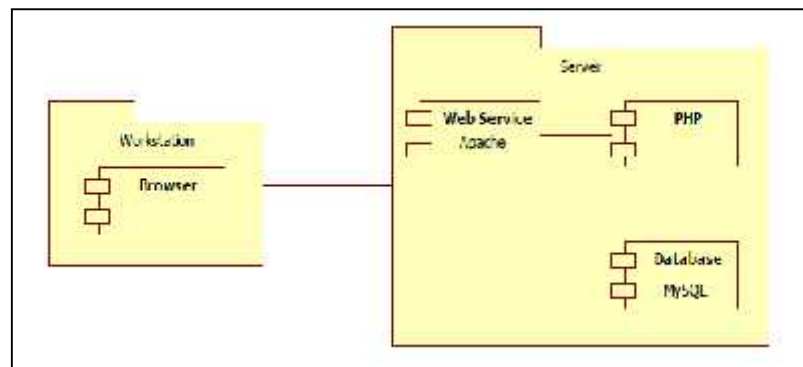 Server
Web Service
Apache
PHP
Workstation
Browser
Database
MySQL